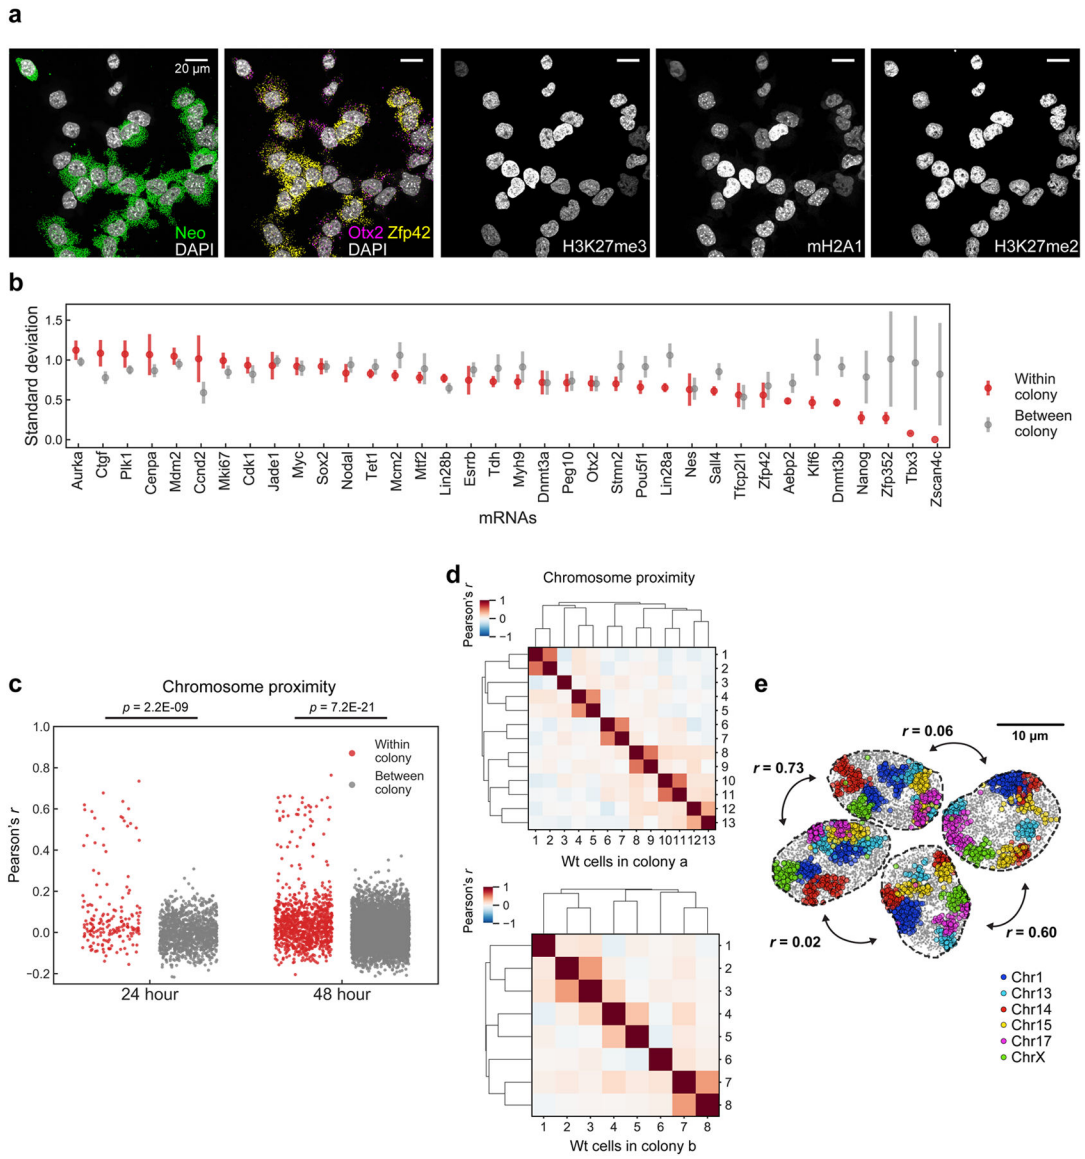 a
20 µm
Neo
DAPI
Otx2 Zfp42
DAPI
H3K27me3
mH2A1
H3K27me2
b
Standard deviation
1.5
1.0
0.5
0.0
Aurka
Ctgf
Plk1
Cenpa
Mdm2
Ccnd2
Mki67
Cdk1
Jade1
Myc
Sox2
Nodal
Tet1
Mcm2
Mtf2
Lin28b
Esrrb
Tdh
Myh9
Dnmt3a
Peg10
Otx2
Stmn2
Pou5f1
Lin28a
Nes
Sall4
Tfcp2l1
Zfp42
Aebp2
Klf6
Dnmt3b
Nanog
Zfp352
Tbx3
Zscan4c
mRNAs
Within
colony
Between
colony
c
Chromosome proximity
p = 2.2E-09
p = 7.2E-21
Pearson's r
1.0
0.8
0.6
0.4
0.2
0.0
−0.2
Within
colony
Between
colony
24 hour
48 hour
d
Chromosome proximity
Pearson's r
1
0
−1
1
2
3
4
5
6
7
8
9
10
11
12
13
1 2 3 4 5 6 7 8 9 10 11 12 13
Wt cells in colony a
Pearson's r
1
0
−1
1
2
3
4
5
6
7
8
1 2 3 4 5 6 7 8
Wt cells in colony b
e
10 µm
r = 0.06
r = 0.73
r = 0.02
r = 0.60
Chr1
Chr13
Chr14
Chr15
Chr17
ChrX